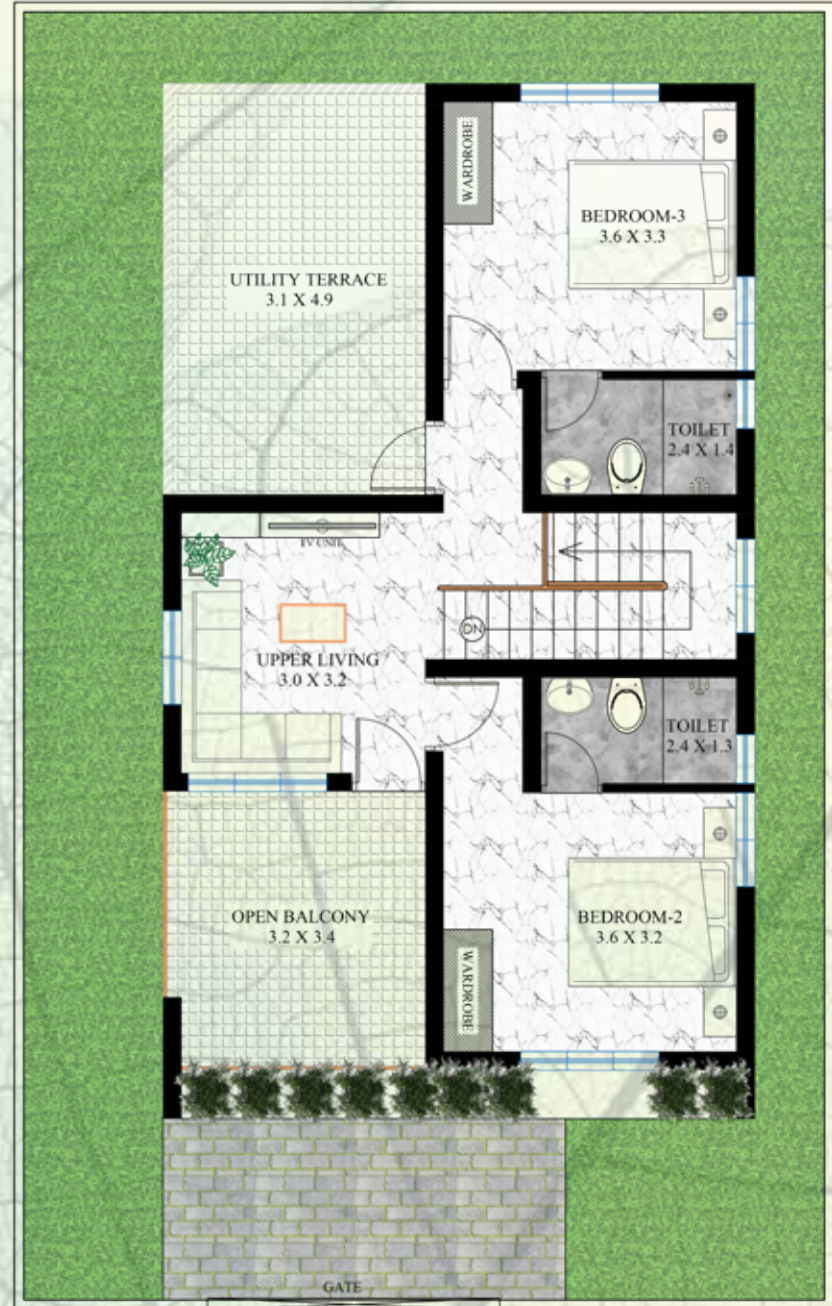 WARDROBE
BEDROOM-3
3.6 X 3.3
UTILITY TERRACE
3.1 X 4.9
TOILET
2.4 X 1.4
TV UNIT
DN
UPPER LIVING
3.0 X 3.2
TOILET
2.4 X 1.3
OPEN BALCONY
3.2 X 3.4
BEDROOM-2
3.6 X 3.2
WARDROBE
GATE